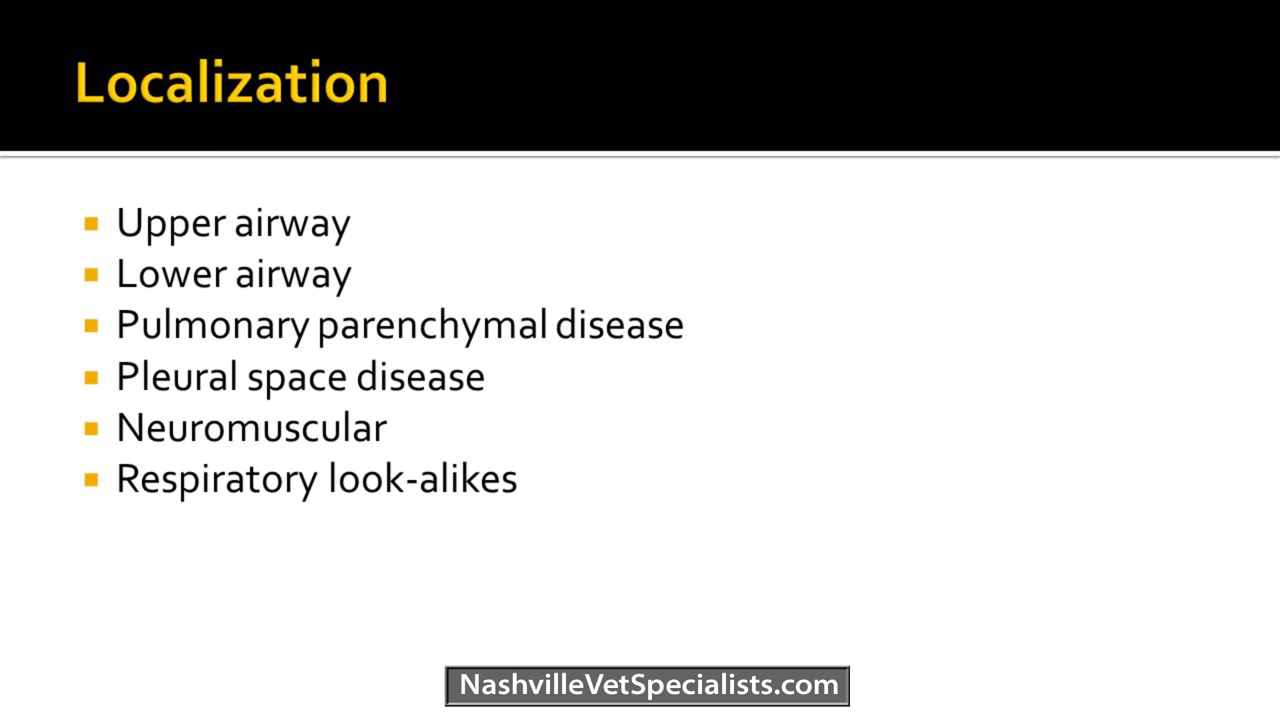 Localization
Upper airway
Lower airway
Pulmonary parenchymal disease
Pleural space disease
Neuromuscular
Respiratory look-alikes
NashvilleVetSpecialists.com